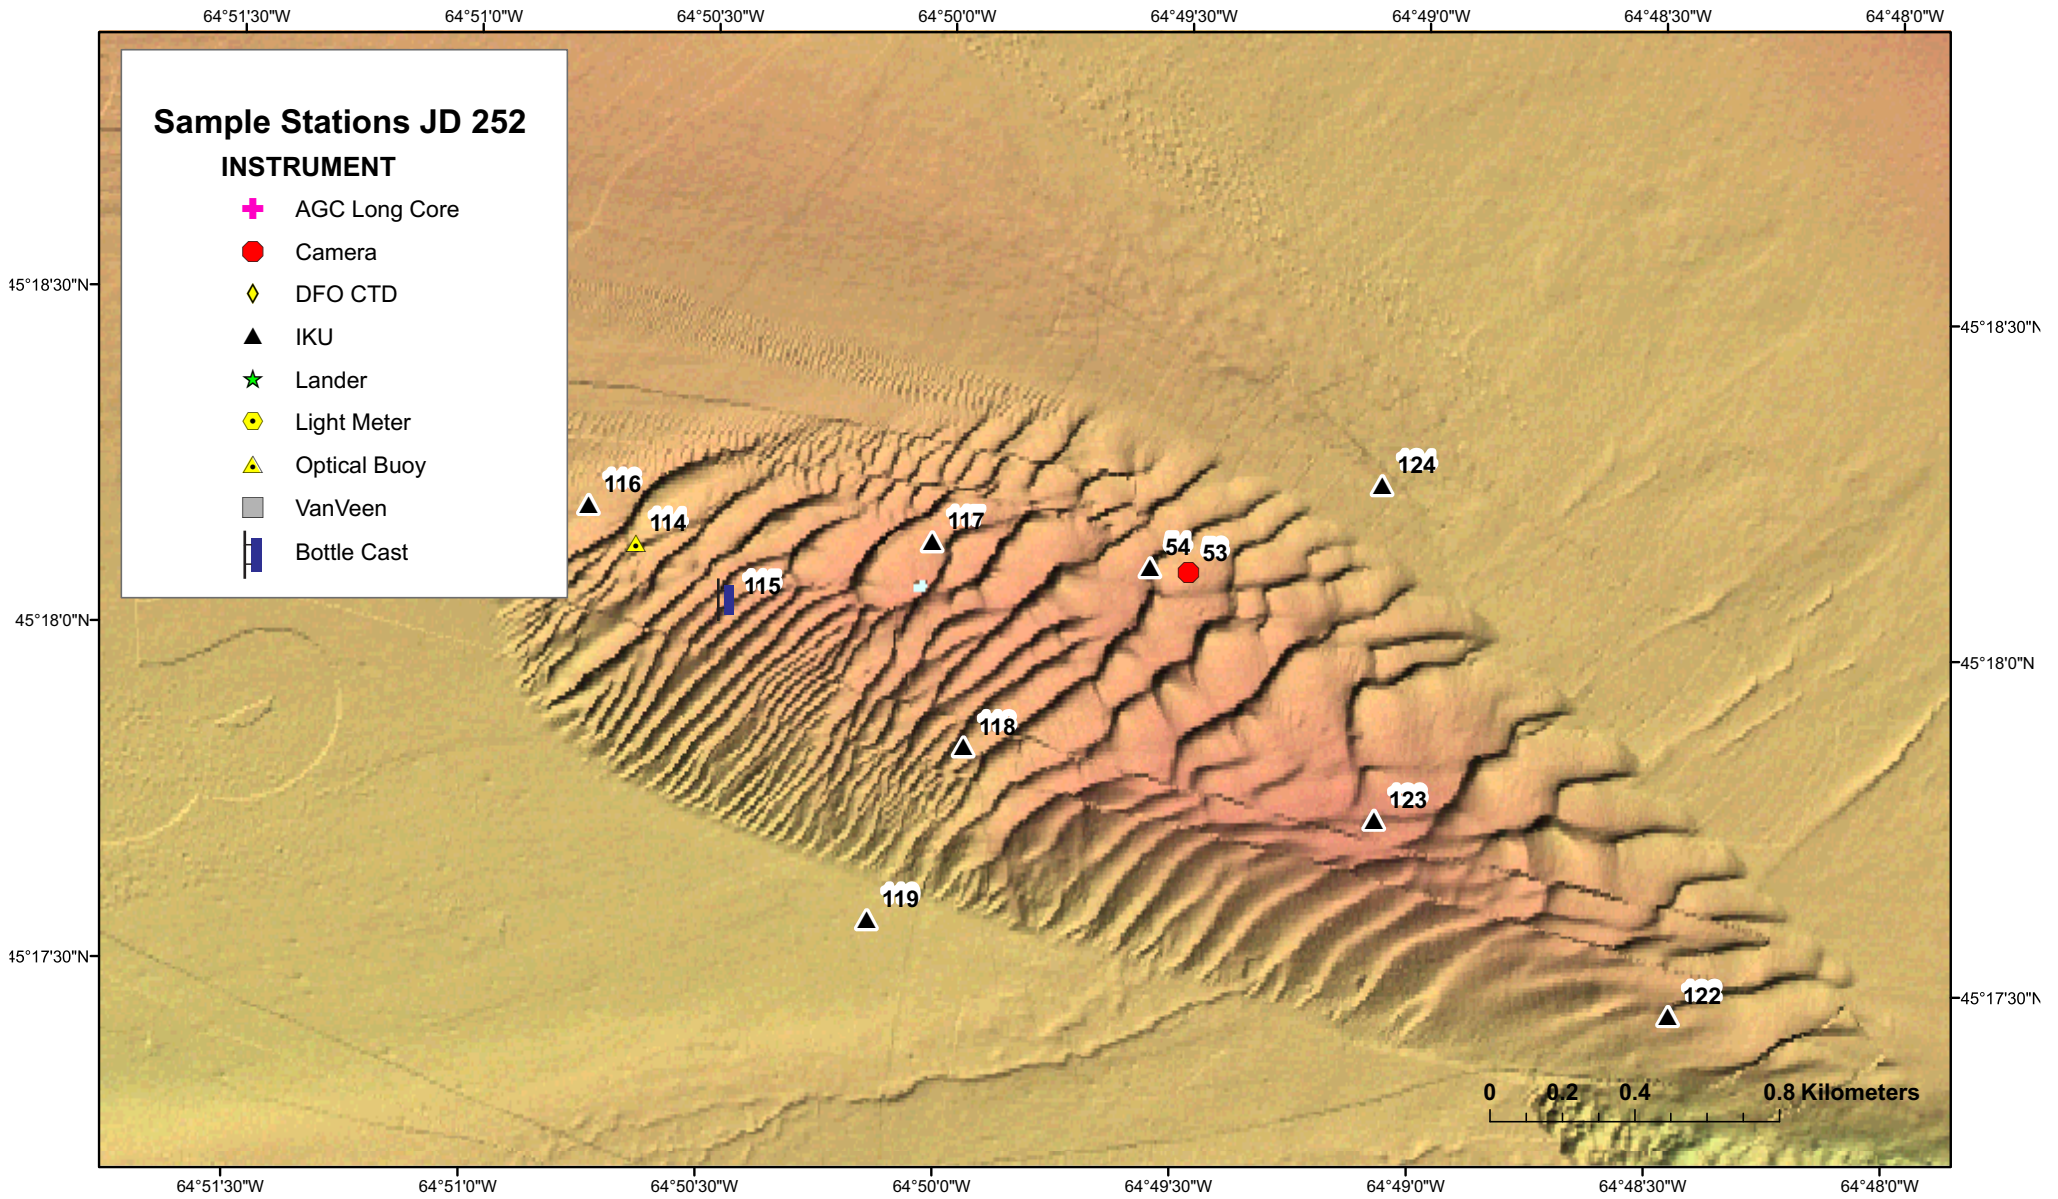 64°51'30"W 64°51'0"W 64°50'30"W 64°50'0"W 64°49'30"W 64°49'0"W 64°48'30"W 64°48'0"W
Sample Stations JD 252
INSTRUMENT
AGC Long Core
Camera
DFO CTD
IKU
Lander
Light Meter
Optical Buoy
VanVeen
Bottle Cast
45°18'30"N
45°18'30"N
124
116
114
117
54 53
115
45°18'0"N
45°18'0"N
118
123
119
45°17'30"N
122
45°17'30"N
0 0.2 0.4 0.8 Kilometers
64°51'30"W 64°51'0"W 64°50'30"W 64°50'0"W 64°49'30"W 64°49'0"W 64°48'30"W 64°48'0"W